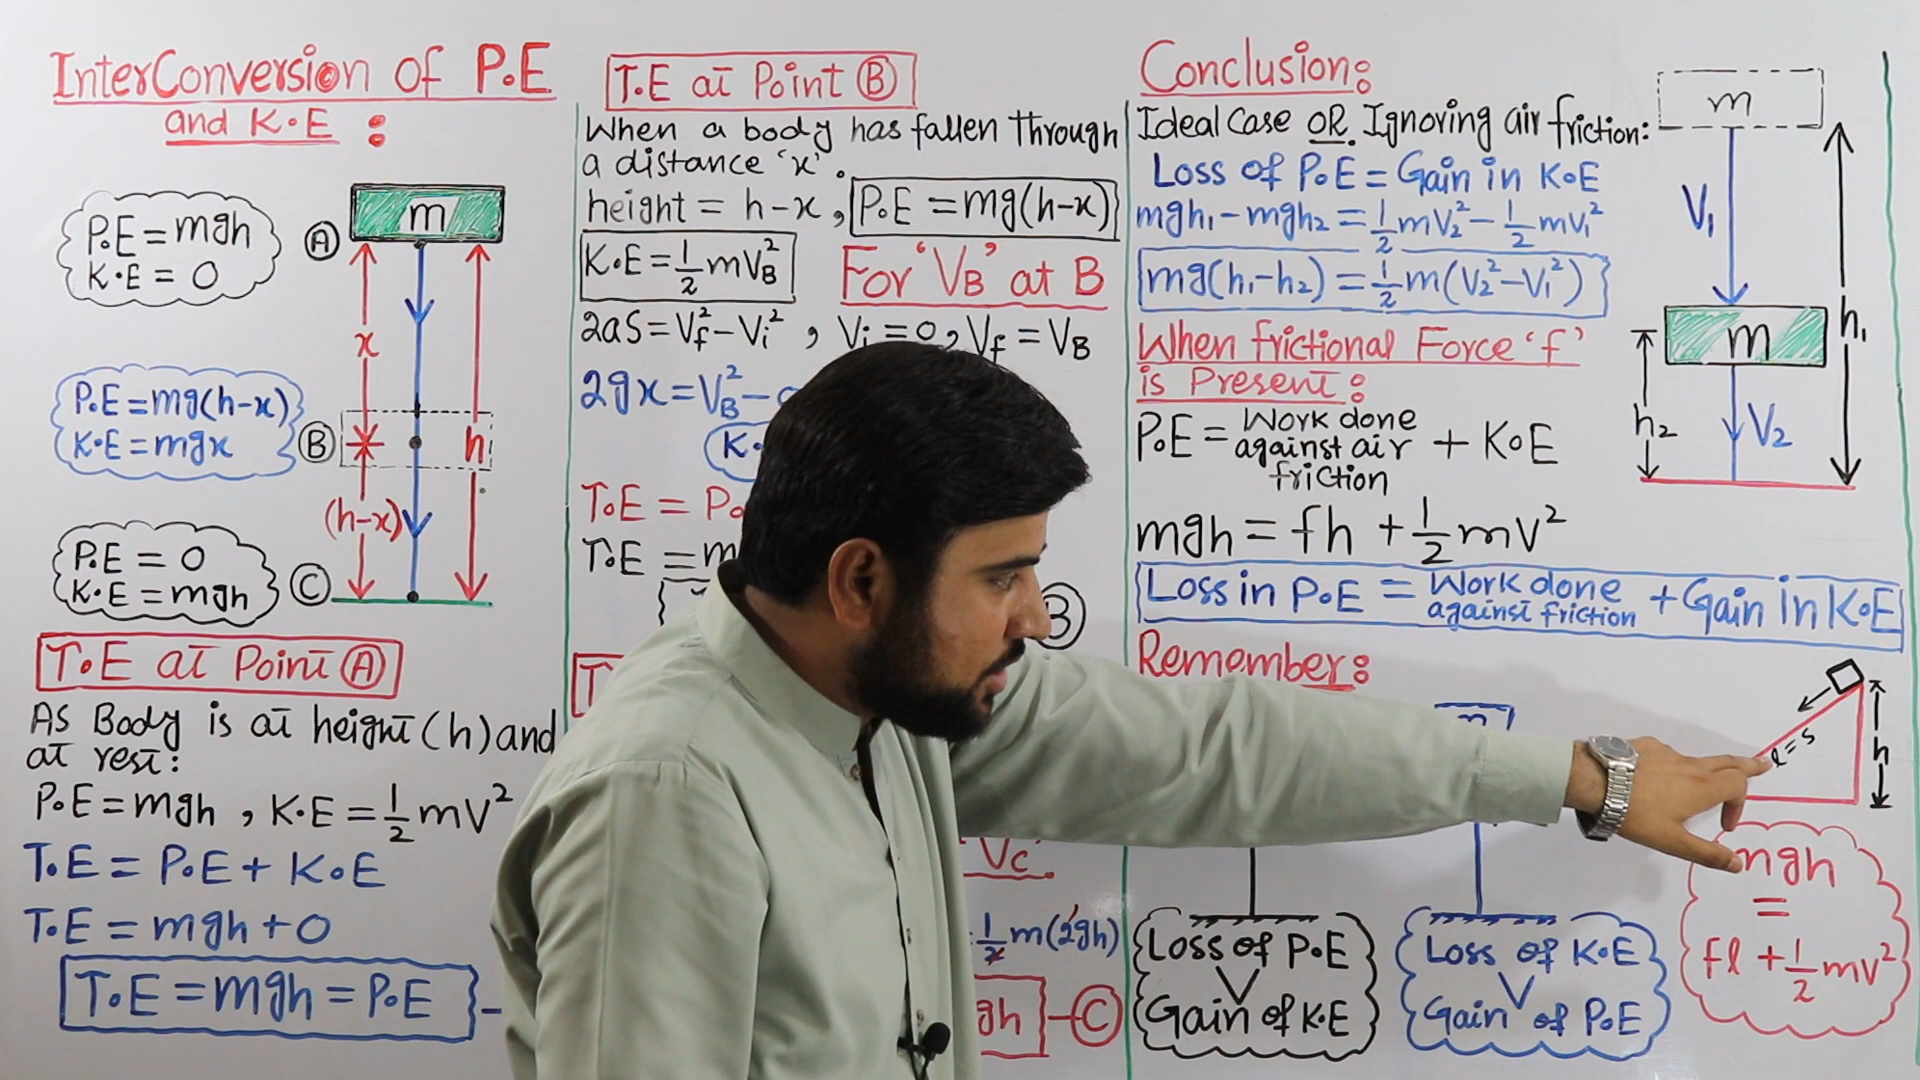 InterConversion of P.E
and K.E :
P.E = mgh
K.E = 0
A
m
x
P.E = mg(h-x)
K.E = mgx
B
h
(h-x)
P.E = 0
K.E = mgh
C
T.E at Point A
As Body is at height (h) and
at rest:
P.E = mgh , K.E = 1/2 mV²
T.E = P.E + K.E
T.E = mgh + 0
T.E = mgh = P.E
T.E at Point B
When a body has fallen through
a distance 'x'.
height = h-x , P.E = mg(h-x)
K.E = 1/2 mV_B²
For 'V_B' at B
2aS = V_f² - V_i² , V_i = 0, V_f = V_B
2gx = V_B² -
K.
T.E = P.
T.E = m
B
T
V_C
= 1/2 m(2gh)
gh
C
Conclusion:
Ideal Case OR Ignoring air friction:
Loss of P.E = Gain in K.E
mgh₁ - mgh₂ = 1/2 mV₂² - 1/2 mV₁²
mg(h₁-h₂) = 1/2 m(V₂² - V₁²)
m
V₁
m
h₁
h₂
V₂
When frictional Force 'f'
is Present:
P.E = Work done against air friction + K.E
mgh = fh + 1/2 mV²
Loss in P.E = Work done against friction + Gain in K.E
Remember:
l = s
h
Loss of P.E
>
Gain of K.E
Loss of K.E
>
Gain of P.E
mgh
=
fl + 1/2 mV²